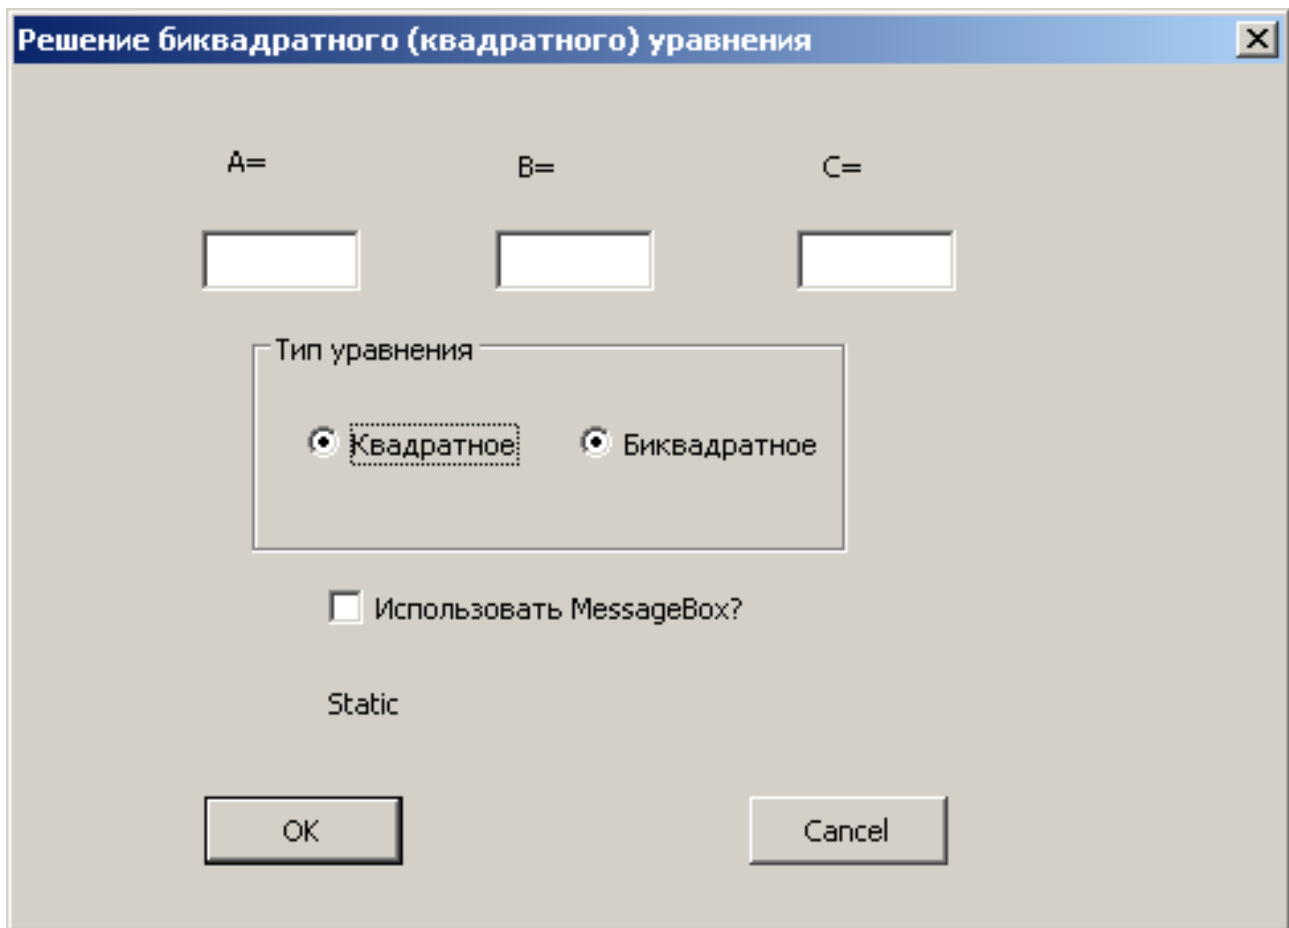 Решение биквадратного (квадратного) уравнения
A= B= C=
Тип уравнения
Квадратное Биквадратное
Использовать MessageBox?
Static
OK Cancel